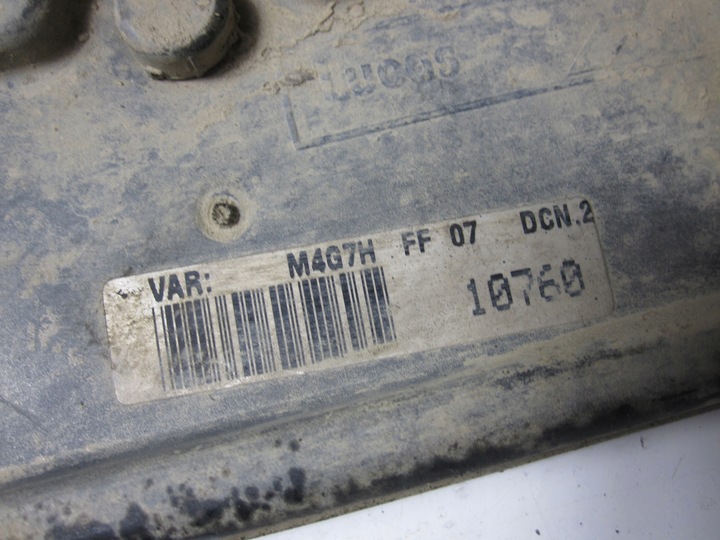 Lucas
VAR: M4G7H FF 07 DCN.2
10760